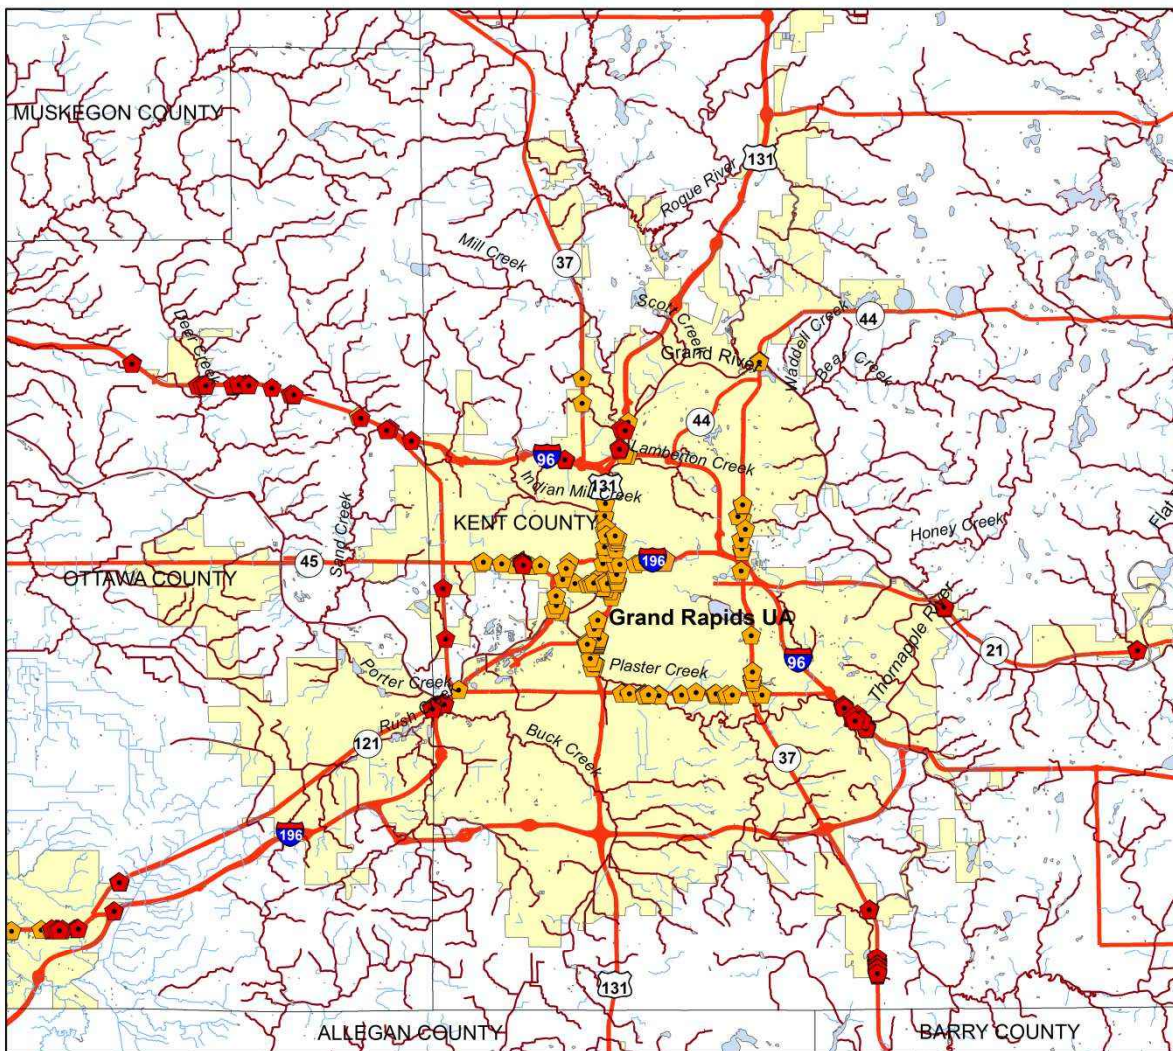 MUSKEGON COUNTY
131
Rogue River
Mill Creek
37
Scott Creek
Waddell Creek
44
Deer Creek
Grand River
Bear Creek
44
96
Lamberton Creek
131
Indian Mill Creek
KENT COUNTY
Honey Creek
Sand Creek
45
196
OTTAWA COUNTY
Grand Rapids UA
Thornapple River
96
21
Plaster Creek
Porter Creek
Rush Creek
Buck Creek
121
37
196
131
ALLEGAN COUNTY
BARRY COUNTY